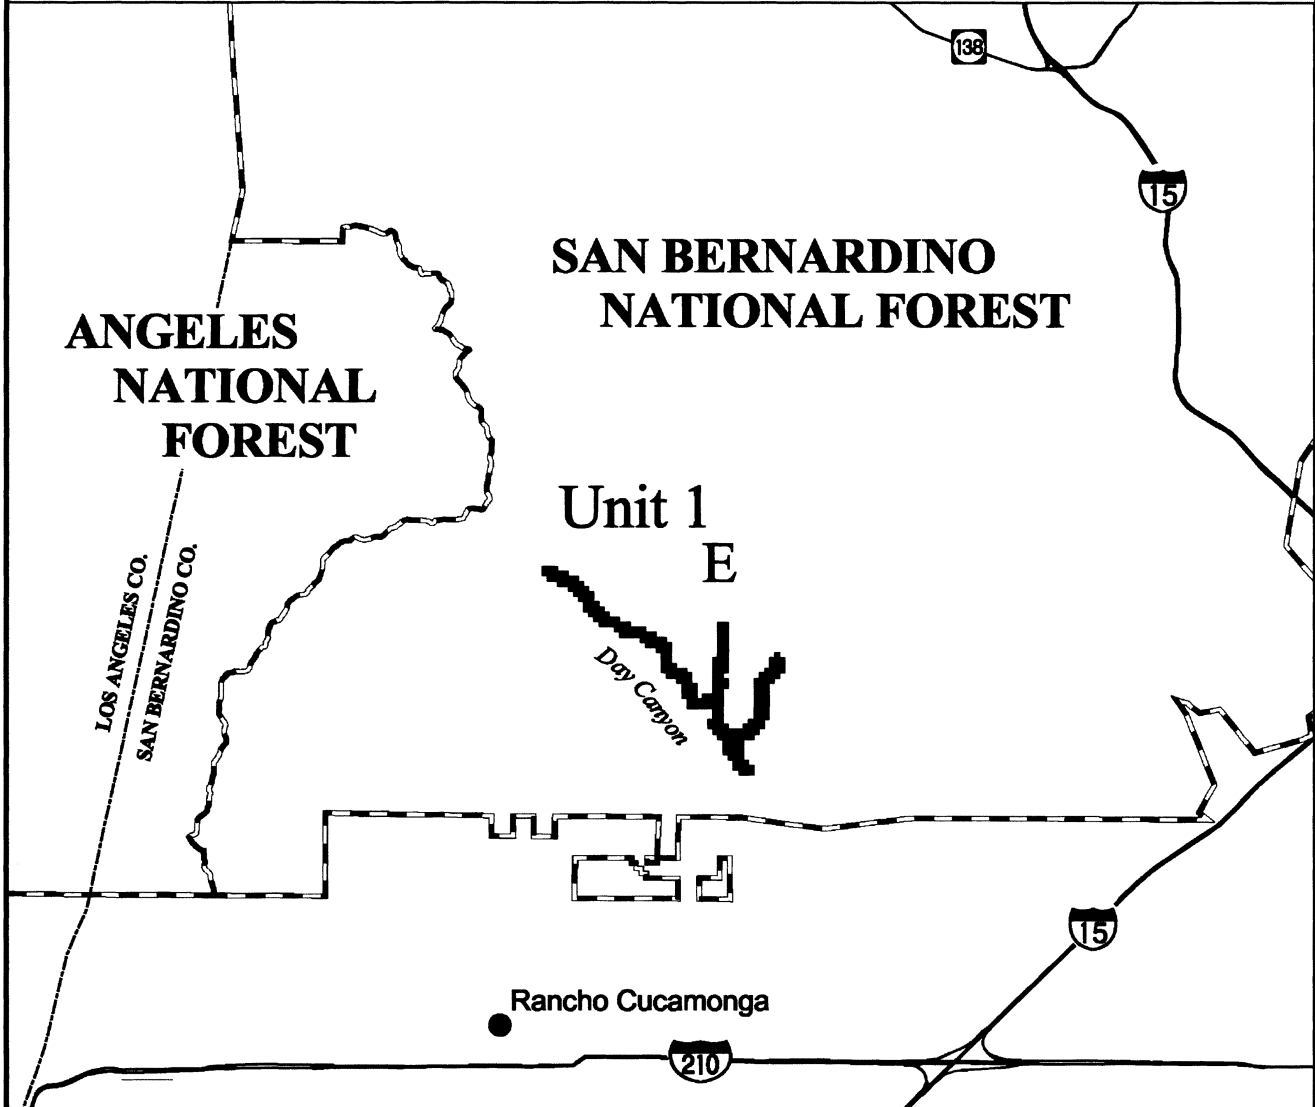 138
15
SAN BERNARDINO
NATIONAL FOREST
ANGELES
NATIONAL
FOREST
Unit 1
E
LOS ANGELES CO.
SAN BERNARDINO CO.
Day Canyon
15
Rancho Cucamonga
210